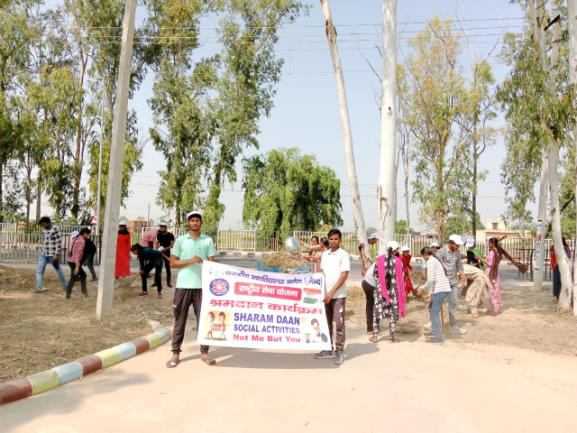 राजकीय महाविद्यालय
राष्ट्रीय सेवा योजना
श्रमदान कार्यक्रम
SHARAM DAAN
SOCIAL ACTIVITIES
Not Me But You